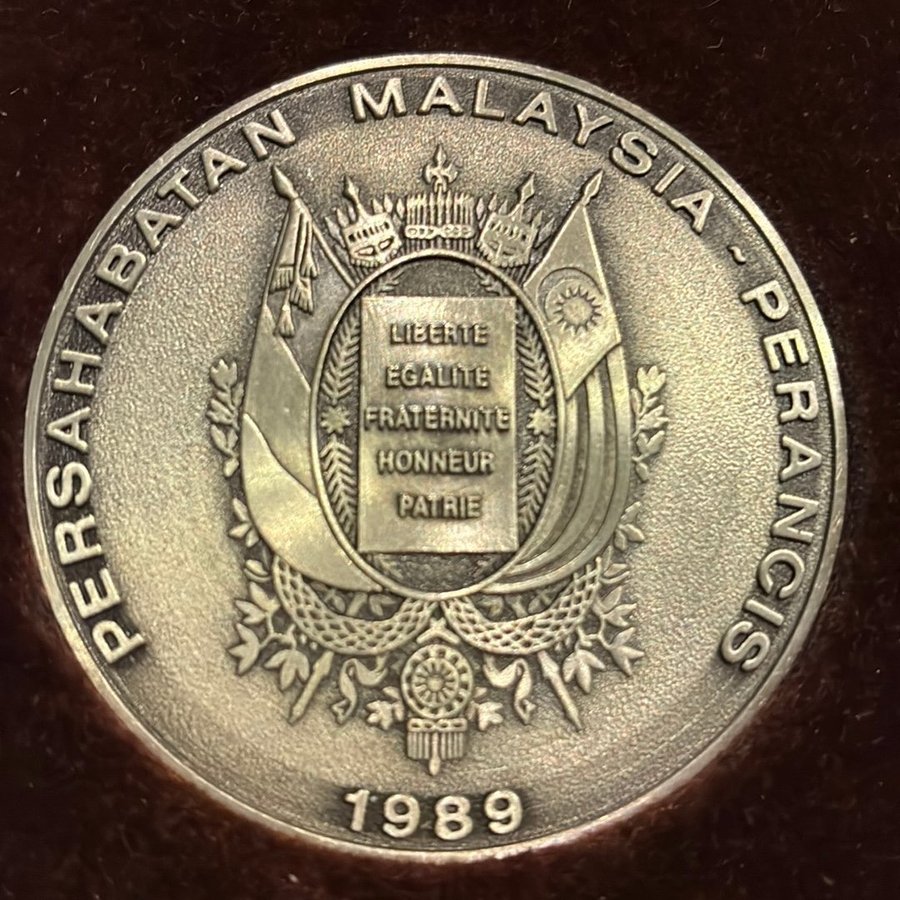 PERSAHABATAN MALAYSIA ~ PERANCIS
LIBERTE
EGALITE
FRATERNITE
HONNEUR
PATRIE
1989